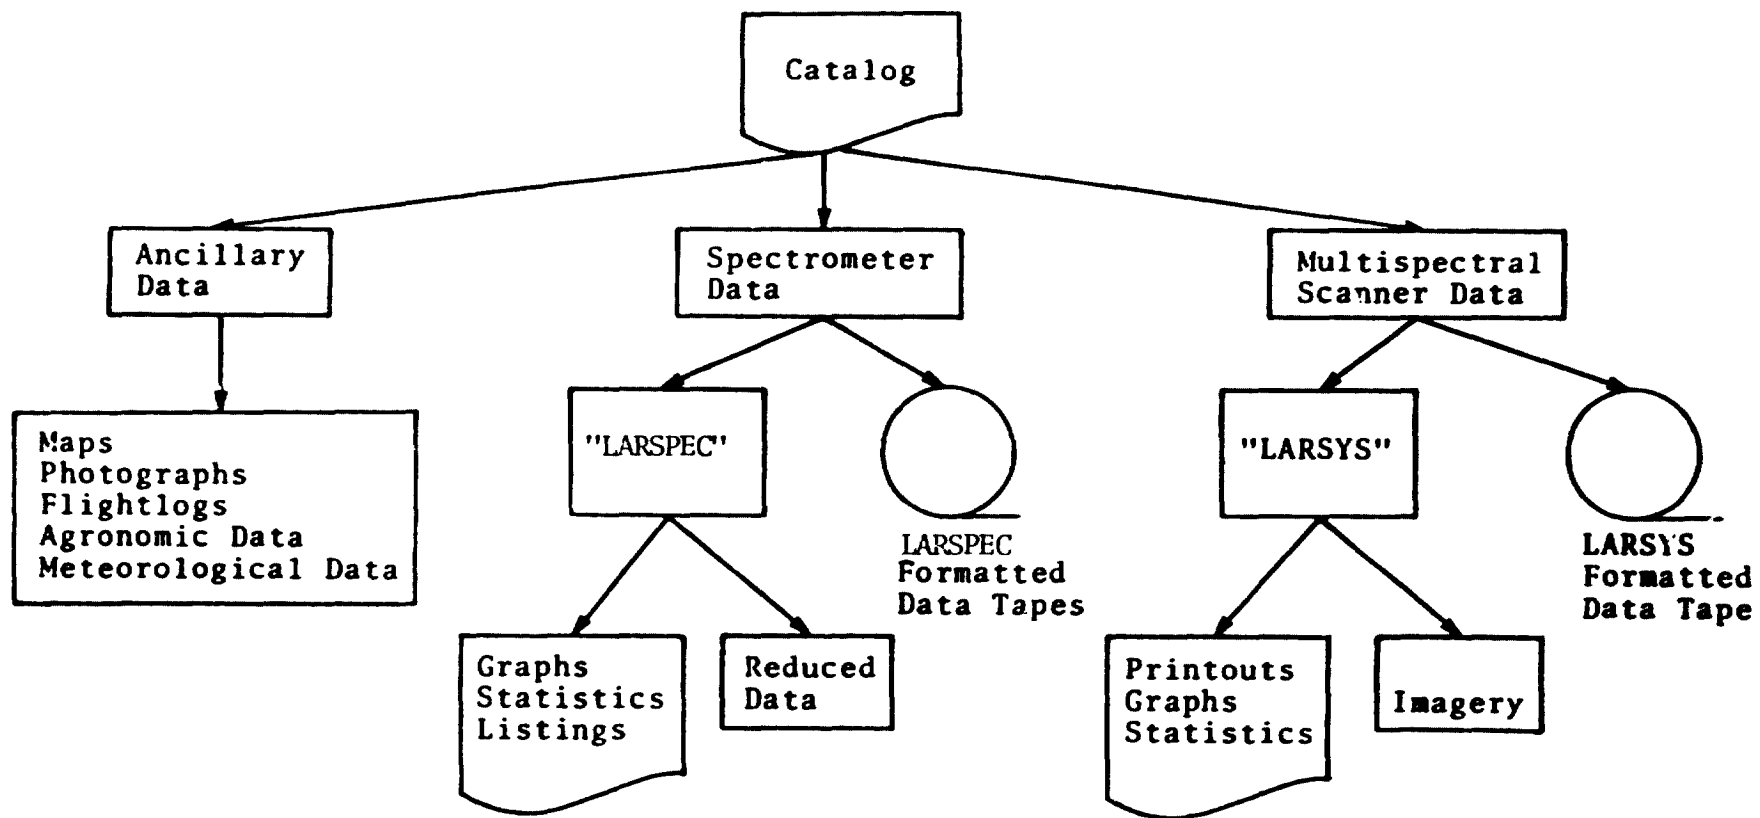 Catalog
Ancillary
Data
Spectrometer
Data
Multispectral
Scanner Data
Maps
Photographs
Flightlogs
Agronomic Data
Meteorological Data
"LARSPEC"
LARSPEC
Formatted
Data Tapes
"LARSYS"
LARSYS
Formatted
Data Tape
Graphs
Statistics
Listings
Reduced
Data
Printouts
Graphs
Statistics
Imagery